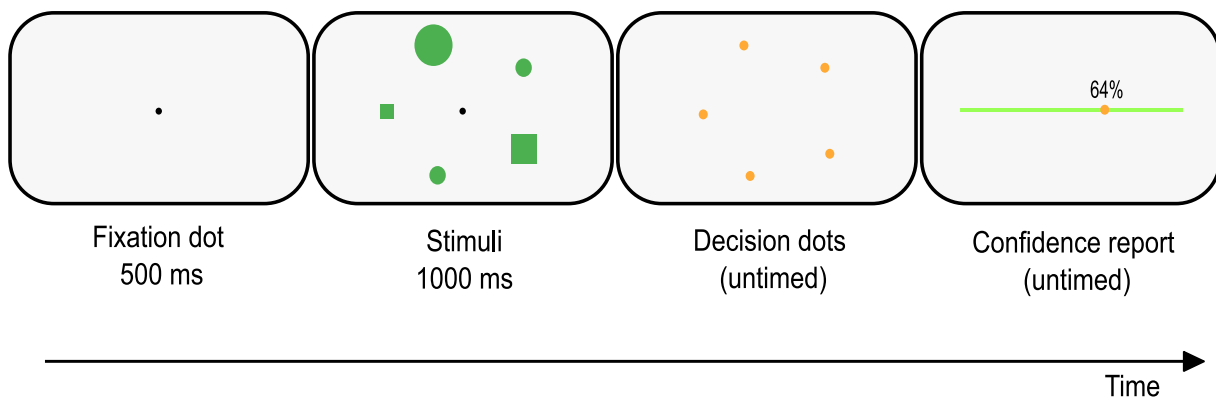 64%
Fixation dot
500 ms
Stimuli
1000 ms
Decision dots
(untimed)
Confidence report
(untimed)
Time